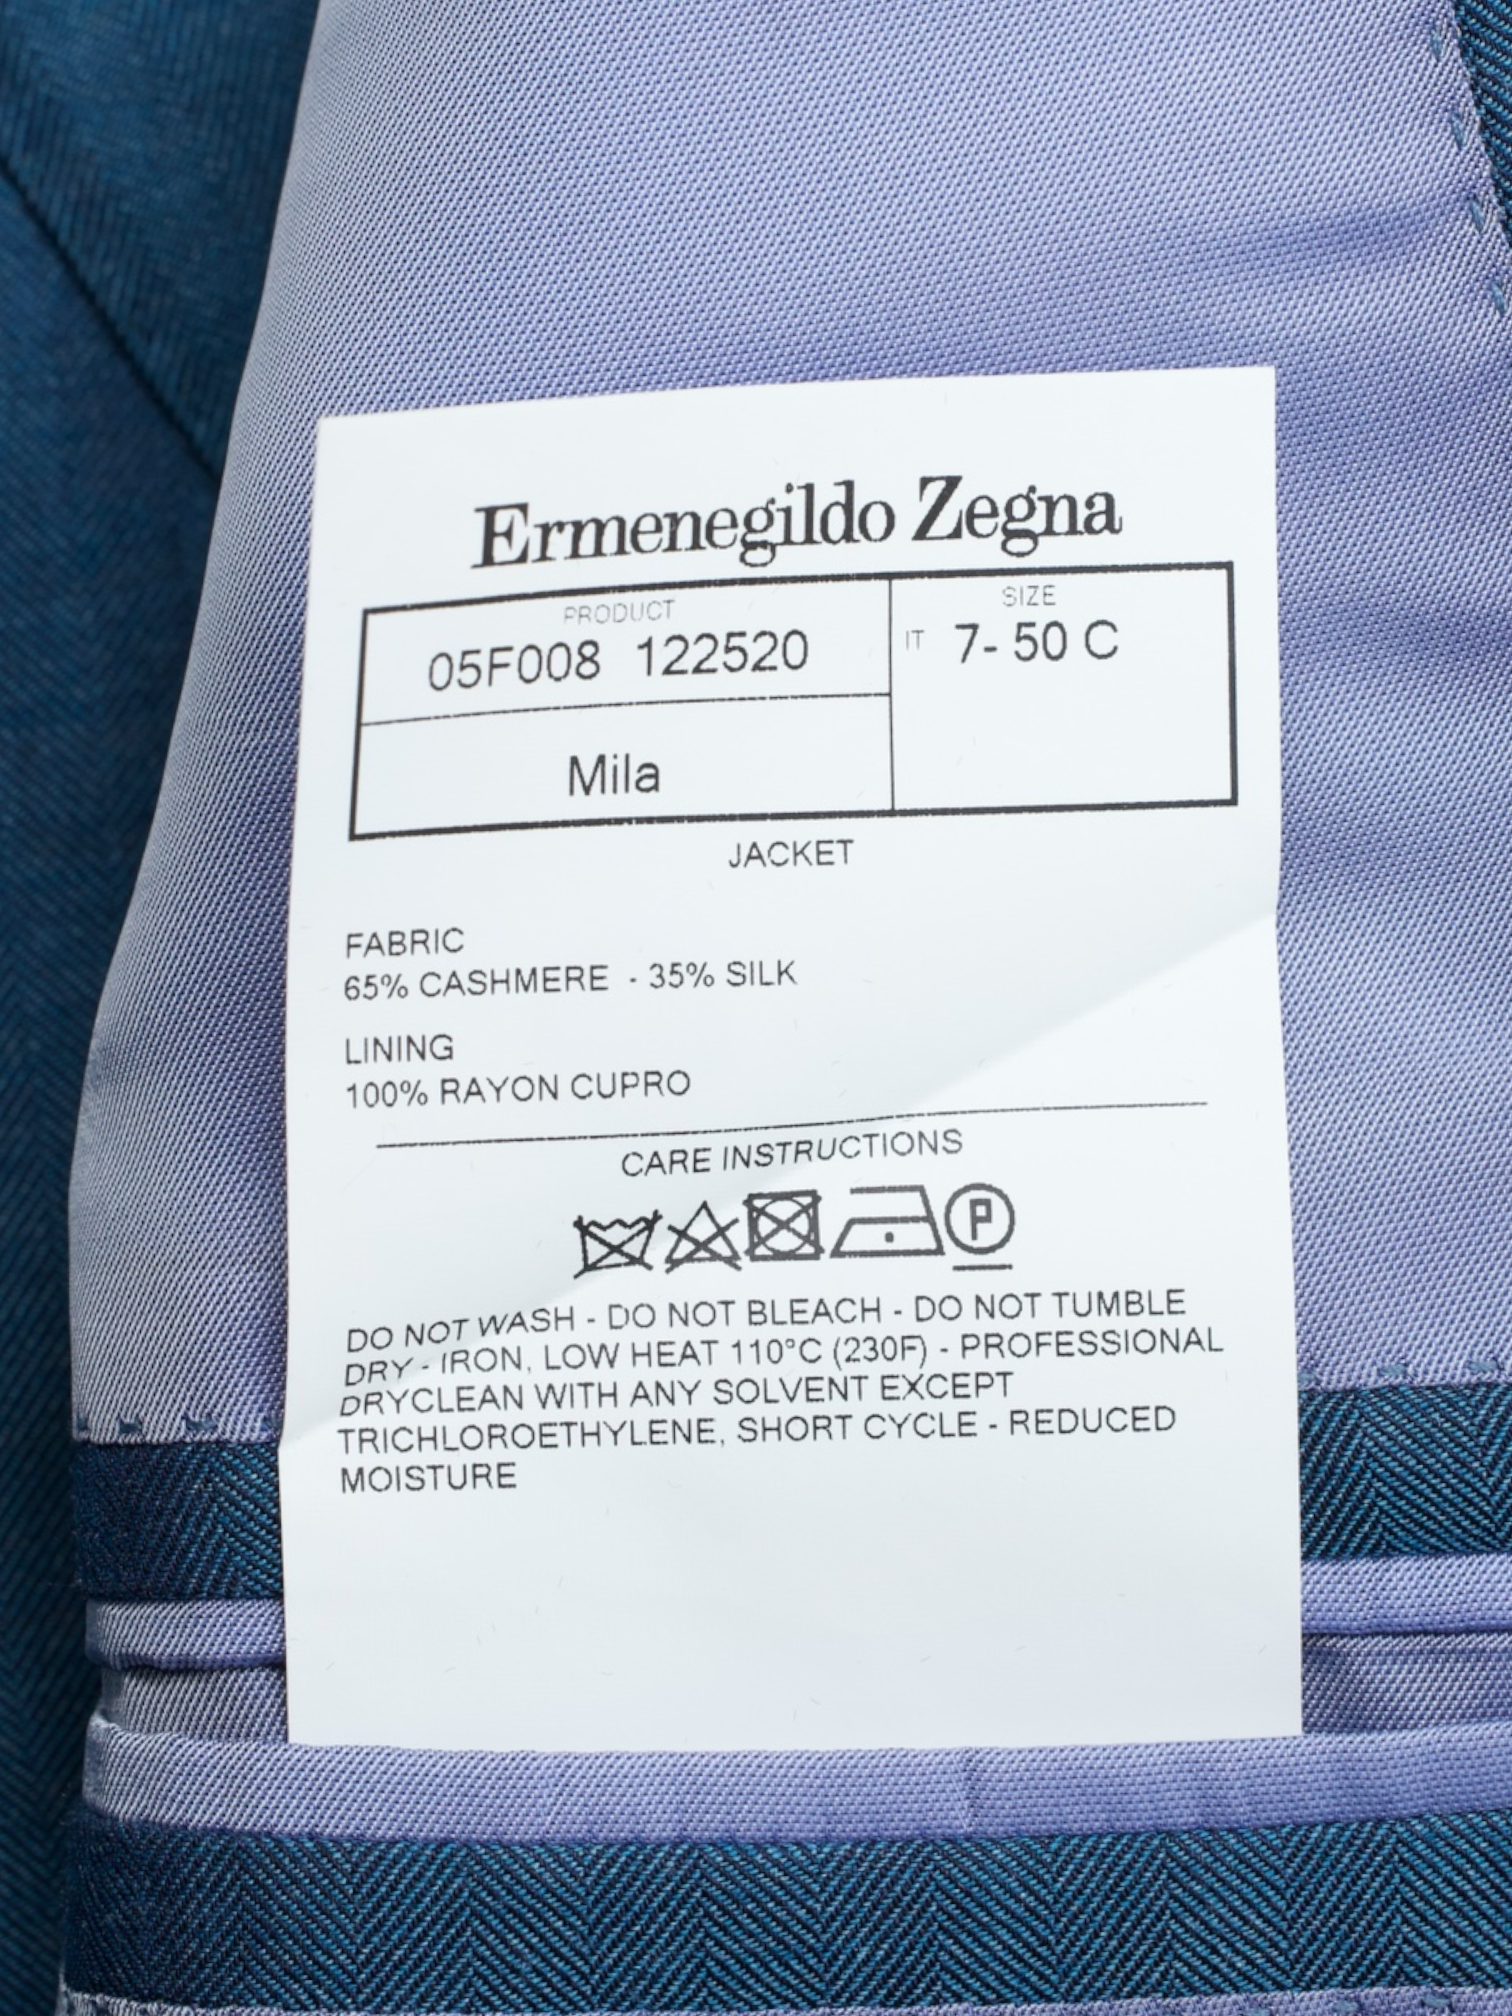 Ermenegildo Zegna
PRODUCT
05F008 122520
SIZE
IT 7- 50 C
Mila
JACKET
FABRIC
65% CASHMERE - 35% SILK
LINING
100% RAYON CUPRO
CARE INSTRUCTIONS
P
DO NOT WASH - DO NOT BLEACH - DO NOT TUMBLE
DRY - IRON, LOW HEAT 110°C (230F) - PROFESSIONAL
DRYCLEAN WITH ANY SOLVENT EXCEPT
TRICHLOROETHYLENE, SHORT CYCLE - REDUCED
MOISTURE